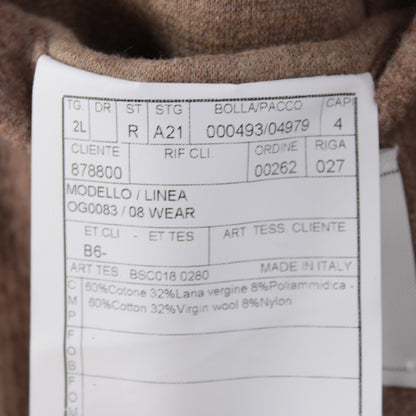 TG DR ST STG BOLLA/PACCO CAPI
2L R A21 000493/04979 4
CLIENTE RIF CLI. ORDINE RIGA
878800 00262 027
MODELLO / LINEA
OG0083 / 08 WEAR
ET.CLI - ET TES ART TESS CLIENTE
B6-
ART.TES. BSC018 0280 MADE IN ITALY
C 60%Cotone 32%Lana vergine 8%Poliammidica -
M 60%Cotton 32%Virgin wool 8%Nylon
P
F
O
B
F
O
M